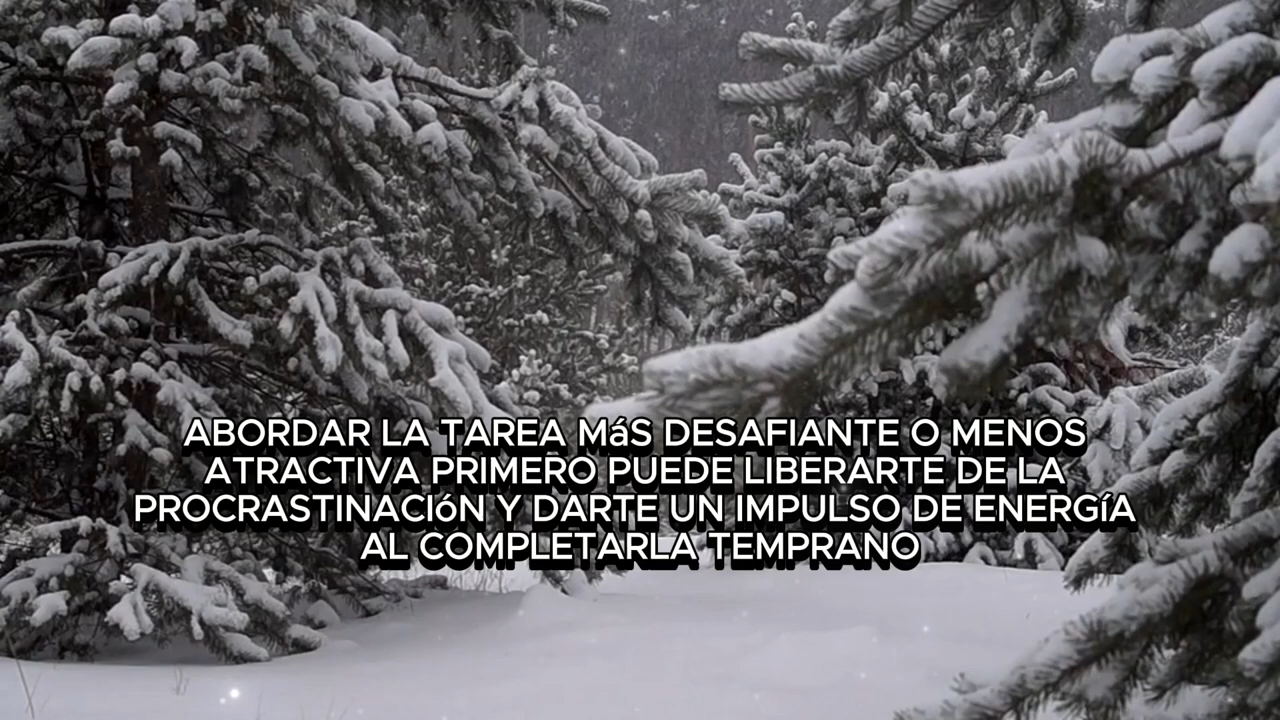 ABORDAR LA TAREA MáS DESAFIANTE O MENOS
ATRACTIVA PRIMERO PUEDE LIBERARTE DE LA
PROCRASTINACIóN Y DARTE UN IMPULSO DE ENERGíA
AL COMPLETARLA TEMPRANO